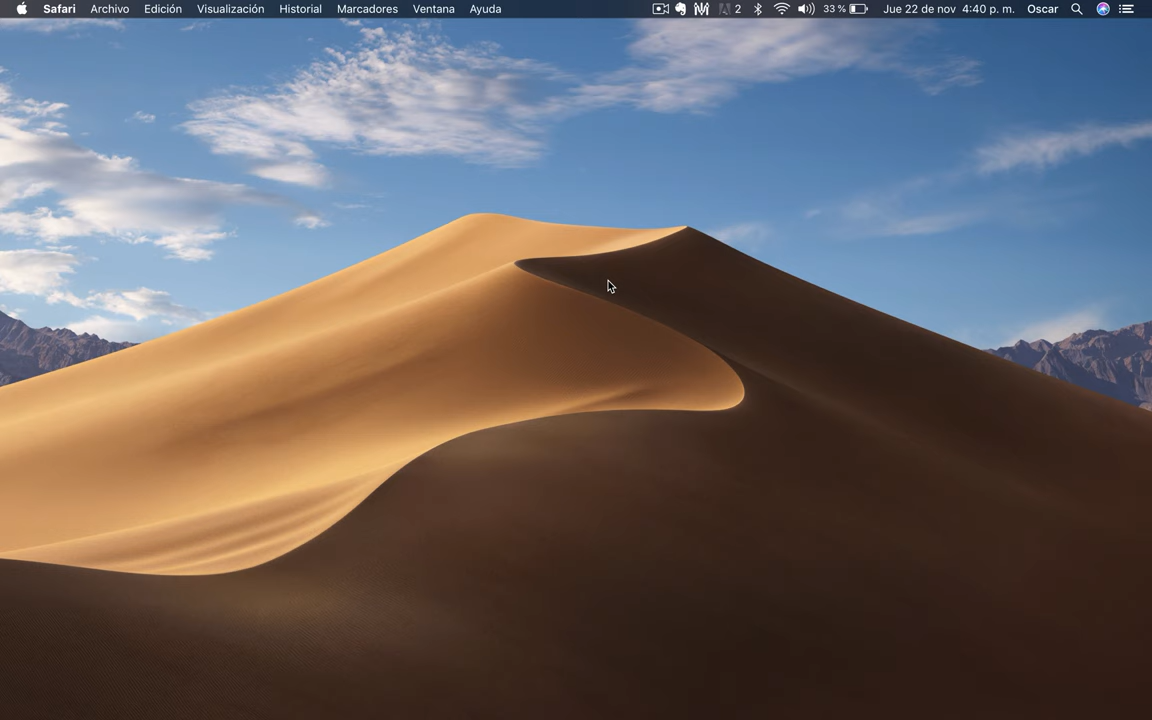 Safari Archivo Edición Visualización Historial Marcadores Ventana Ayuda 2 33 % Jue 22 de nov 4:40 p. m. Oscar